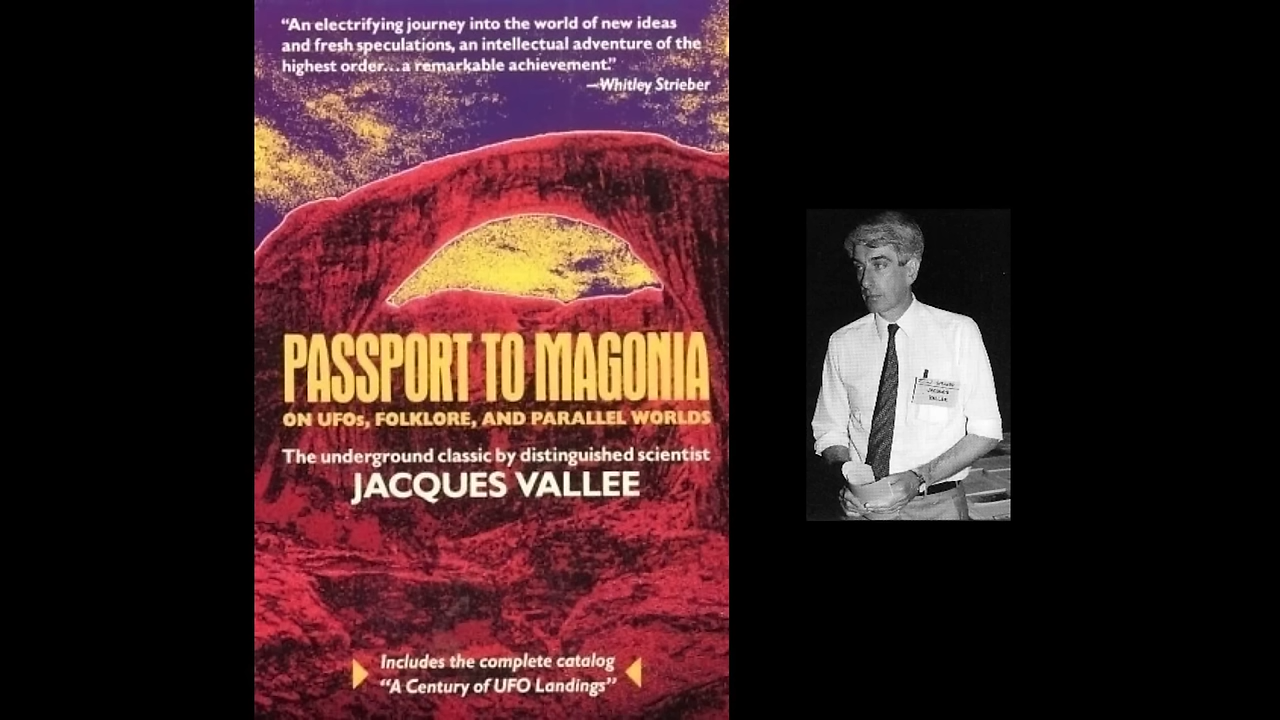 “An electrifying journey into the world of new ideas
and fresh speculations, an intellectual adventure of the
highest order...a remarkable achievement.”
—Whitley Strieber
PASSPORT TO MAGONIA
ON UFOs, FOLKLORE, AND PARALLEL WORLDS
The underground classic by distinguished scientist
JACQUES VALLEE
Includes the complete catalog
“A Century of UFO Landings”
JACQUES
VALLEE